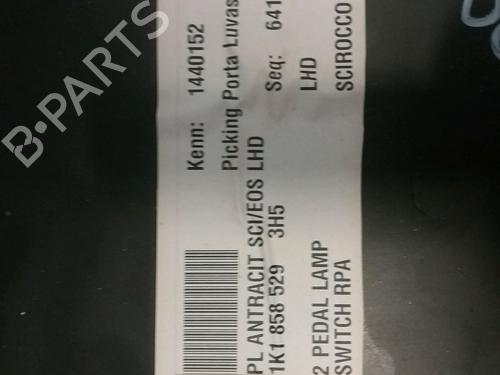 Kenn: 1440152
Picking Porta Luvas
PL ANTRACIT SCI/EOS LHD Seq: 641
1K1 858 529 3H5 LHD
2 PEDAL LAMP
SWITCH RPA SCIROCCO
B-PARTS